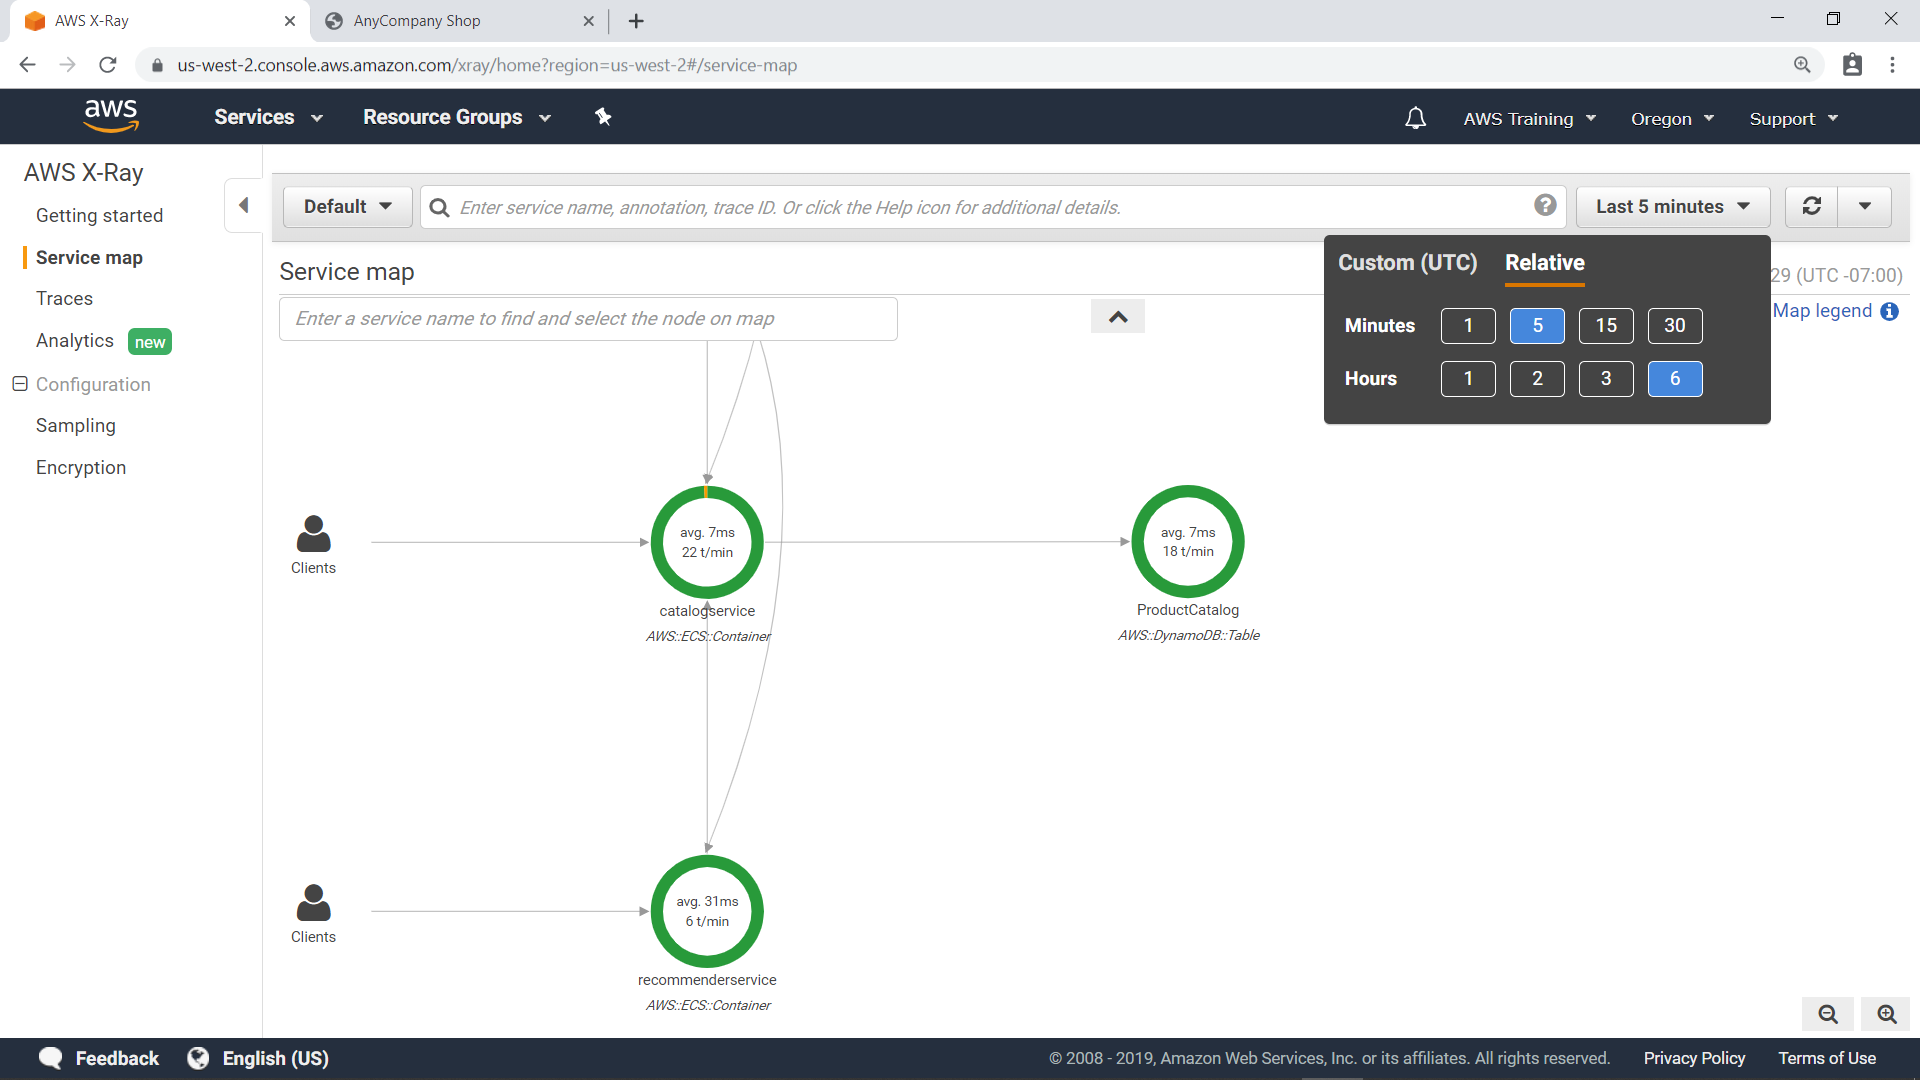 AWS X-Ray
AnyCompany Shop
us-west-2.console.aws.amazon.com/xray/home?region=us-west-2#/service-map
aws
Services
Resource Groups
AWS Training
Oregon
Support
AWS X-Ray
Getting started
Service map
Traces
Analytics new
Configuration
Sampling
Encryption
Default
Enter service name, annotation, trace ID. Or click the Help icon for additional details.
?
Last 5 minutes
Service map
29 (UTC -07:00)
Custom (UTC)
Relative
Minutes 1 5 15 30
Hours 1 2 3 6
Enter a service name to find and select the node on map
Map legend i
Clients
avg. 7ms
22 t/min
catalogservice
AWS::ECS::Container
avg. 7ms
18 t/min
ProductCatalog
AWS::DynamoDB::Table
Clients
avg. 31ms
6 t/min
recommenderservice
AWS::ECS::Container
Feedback
English (US)
© 2008 - 2019, Amazon Web Services, Inc. or its affiliates. All rights reserved.
Privacy Policy
Terms of Use